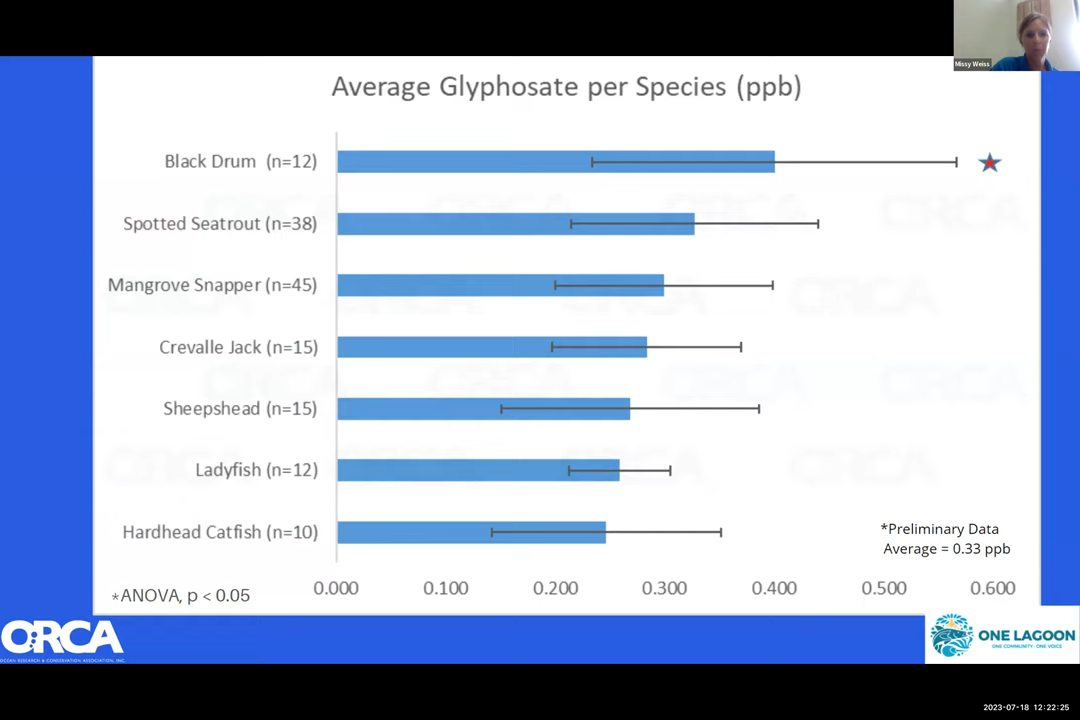 Missy Weiss
Average Glyphosate per Species (ppb)
Black Drum (n=12)
Spotted Seatrout (n=38)
Mangrove Snapper (n=45)
Crevalle Jack (n=15)
Sheepshead (n=15)
Ladyfish (n=12)
Hardhead Catfish (n=10)
*Preliminary Data
Average = 0.33 ppb
0.000 0.100 0.200 0.300 0.400 0.500 0.600
*ANOVA, p < 0.05
ORCA
OCEAN RESEARCH & CONSERVATION ASSOCIATION, INC.
ONE LAGOON
ONE COMMUNITY · ONE VOICE
2023-07-18 12:22:25